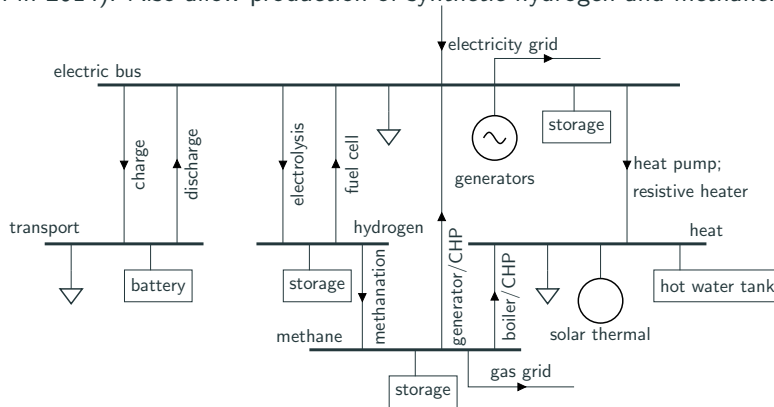 in 2014). Also allow production of synthetic hydrogen and methane.
electricity grid
electric bus
storage
generators
charge
discharge
electrolysis
fuel cell
heat pump;
resistive heater
transport
hydrogen
heat
battery
storage
methanation
generator/CHP
boiler/CHP
hot water tank
solar thermal
methane
gas grid
storage